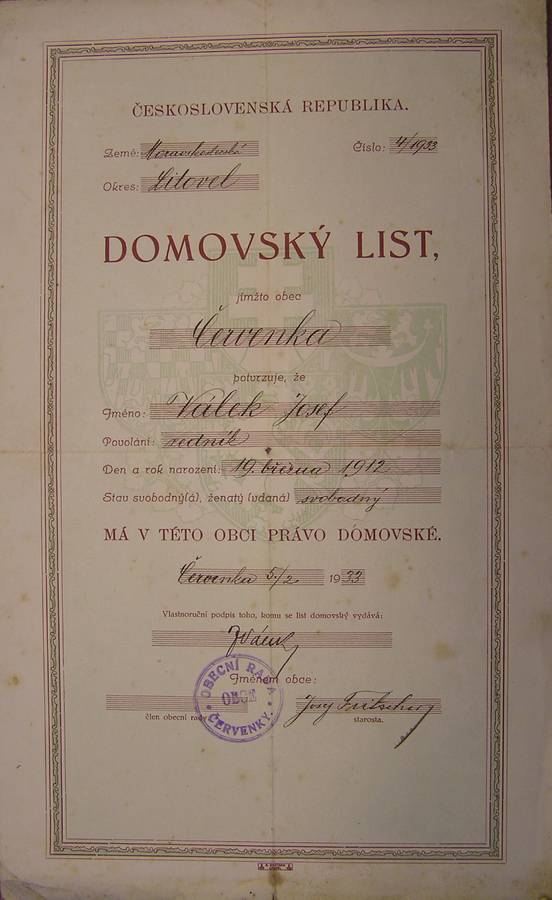 ČESKOSLOVENSKÁ REPUBLIKA.
Země: Moravskoslezská Číslo: 4/1933
Okres: Litovel
DOMOVSKÝ LIST,
jímžto obec
Červenka
potvrzuje, že
Jméno: Válek Josef
Povolání: rolník
Den a rok narození: 19. března 1912
Stav svobodný(á), ženatý (vdaná) svobodný
MÁ V TÉTO OBCI PRÁVO DOMOVSKÉ.
Červenka 5./2 1933
Vlastnoruční podpis toho, komu se list domovský vydává:
JVálek
Jménem obce:
OBECNÍ RADA
OBCE
ČERVENKY.
Josef
člen obecní rady. starosta.